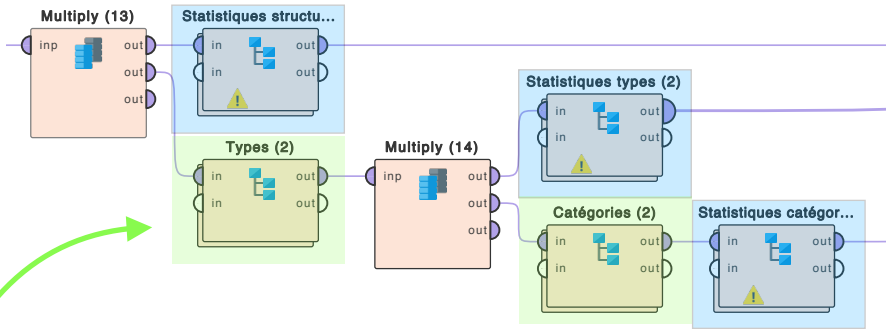 Multiply (13)
inp
out
out
out
Statistiques structu...
in
out
in
out
!
Types (2)
in
out
in
out
Multiply (14)
inp
out
out
out
Statistiques types (2)
in
out
in
out
!
Catégories (2)
in
out
in
out
Statistiques catégor...
in
out
in
out
!